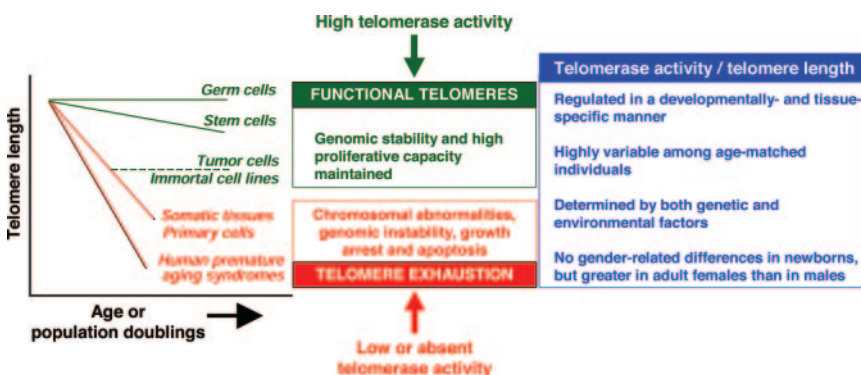 High telomerase activity
Telomere length
Germ cells
Stem cells
Tumor cells
Immortal cell lines
Somatic tissues
Primary cells
Human premature
aging syndromes
Age or
population doublings
FUNCTIONAL TELOMERES
Genomic stability and high
proliferative capacity
maintained
Chromosomal abnormalities,
genomic instability, growth
arrest and apoptosis
TELOMERE EXHAUSTION
Low or absent
telomerase activity
Telomerase activity / telomere length
Regulated in a developmentally- and tissue-
specific manner
Highly variable among age-matched
individuals
Determined by both genetic and
environmental factors
No gender-related differences in newborns,
but greater in adult females than in males